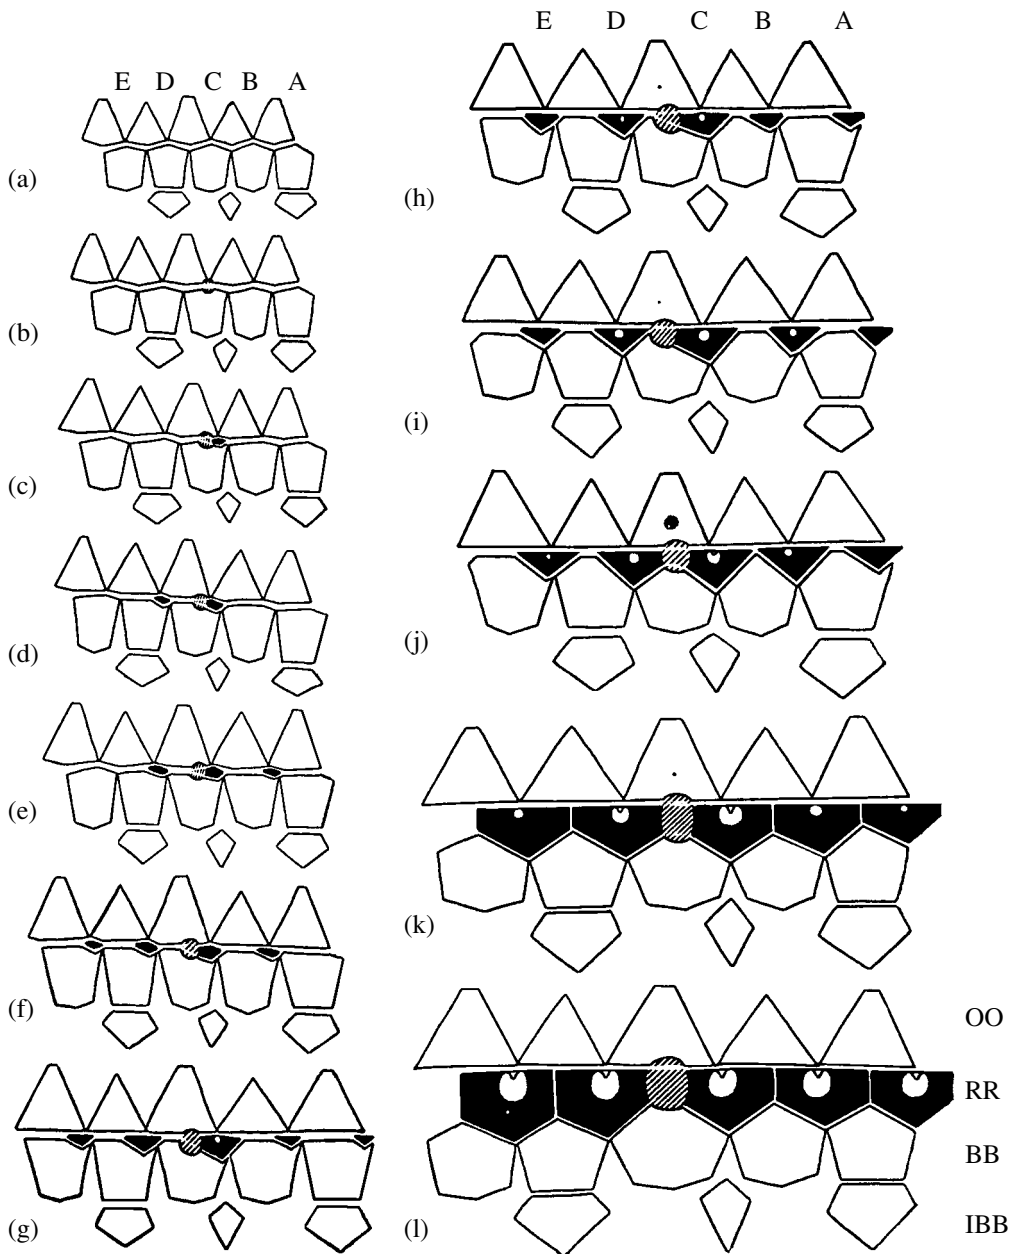 E D C B A
(a)
(b)
(c)
(d)
(e)
(f)
(g)
E D C B A
(h)
(i)
(j)
(k)
(l)
OO
RR
BB
IBB